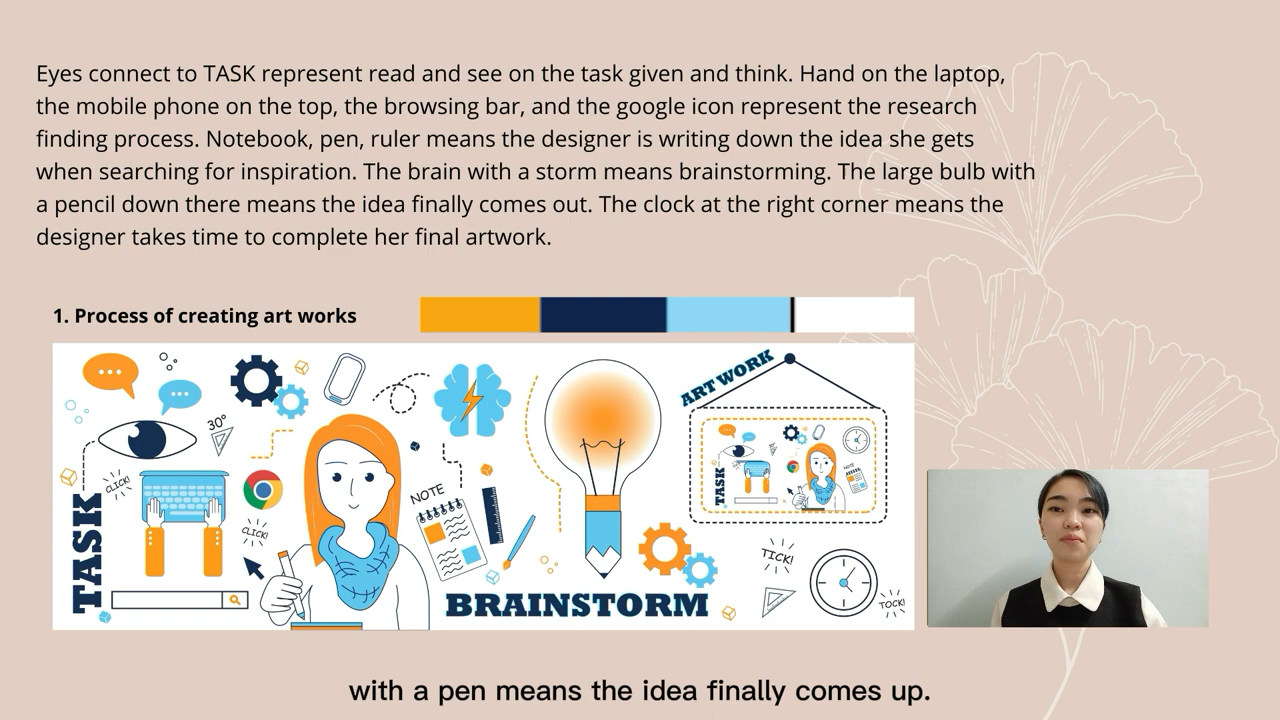 Eyes connect to TASK represent read and see on the task given and think. Hand on the laptop,
the mobile phone on the top, the browsing bar, and the google icon represent the research
finding process. Notebook, pen, ruler means the designer is writing down the idea she gets
when searching for inspiration. The brain with a storm means brainstorming. The large bulb with
a pencil down there means the idea finally comes out. The clock at the right corner means the
designer takes time to complete her final artwork.
1. Process of creating art works
ART WORK
30°
CLICK!
TASK
CLICK!
NOTE
TASK
NOTE
TICK!
TOCK!
BRAINSTORM
with a pen means the idea finally comes up.